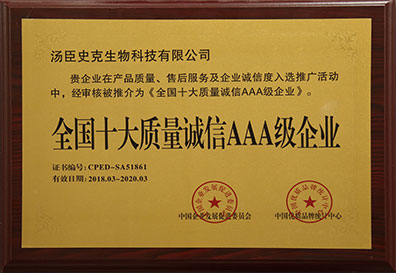 汤臣史克生物科技有限公司
贵企业在产品质量、售后服务及企业诚信度入选推广活动
中，经审核被推介为《全国十大质量诚信AAA级企业》。
全国十大质量诚信AAA级企业
证书编号：CPED-SA51861
有效日期：2018.03-2020.03
中国企业发展促进委员会
中国优质品牌统计中心